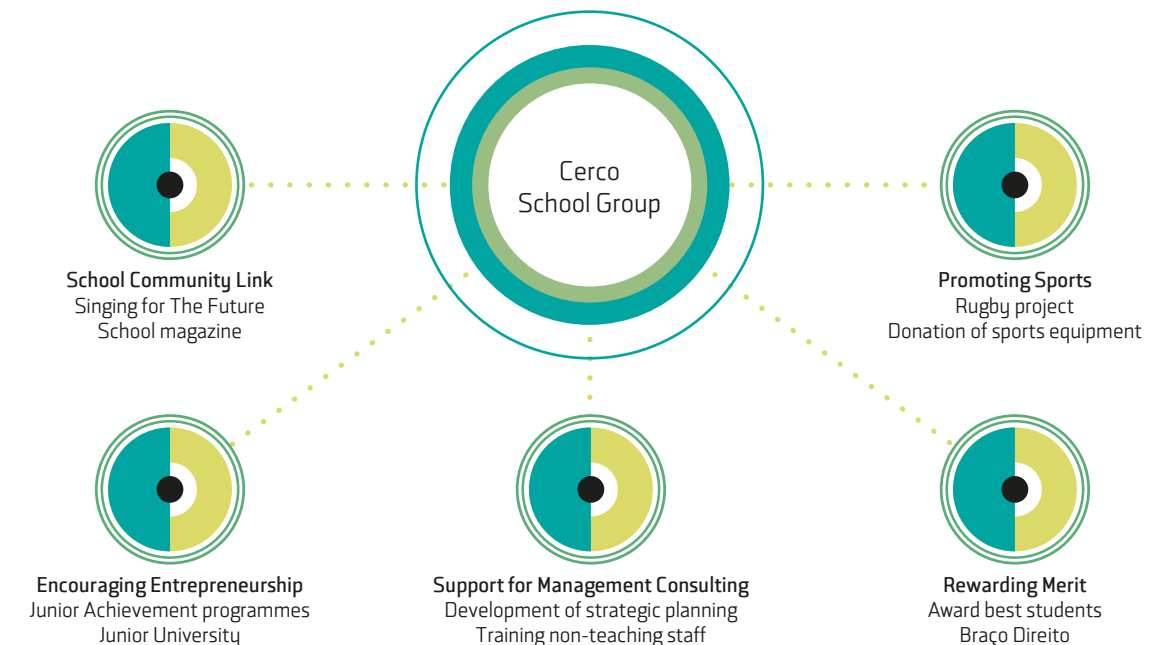 Cerco
School Group
School Community Link
Singing for The Future
School magazine
Promoting Sports
Rugby project
Donation of sports equipment
Encouraging Entrepreneurship
Junior Achievement programmes
Junior University
Support for Management Consulting
Development of strategic planning
Training non-teaching staff
Rewarding Merit
Award best students
Braço Direito